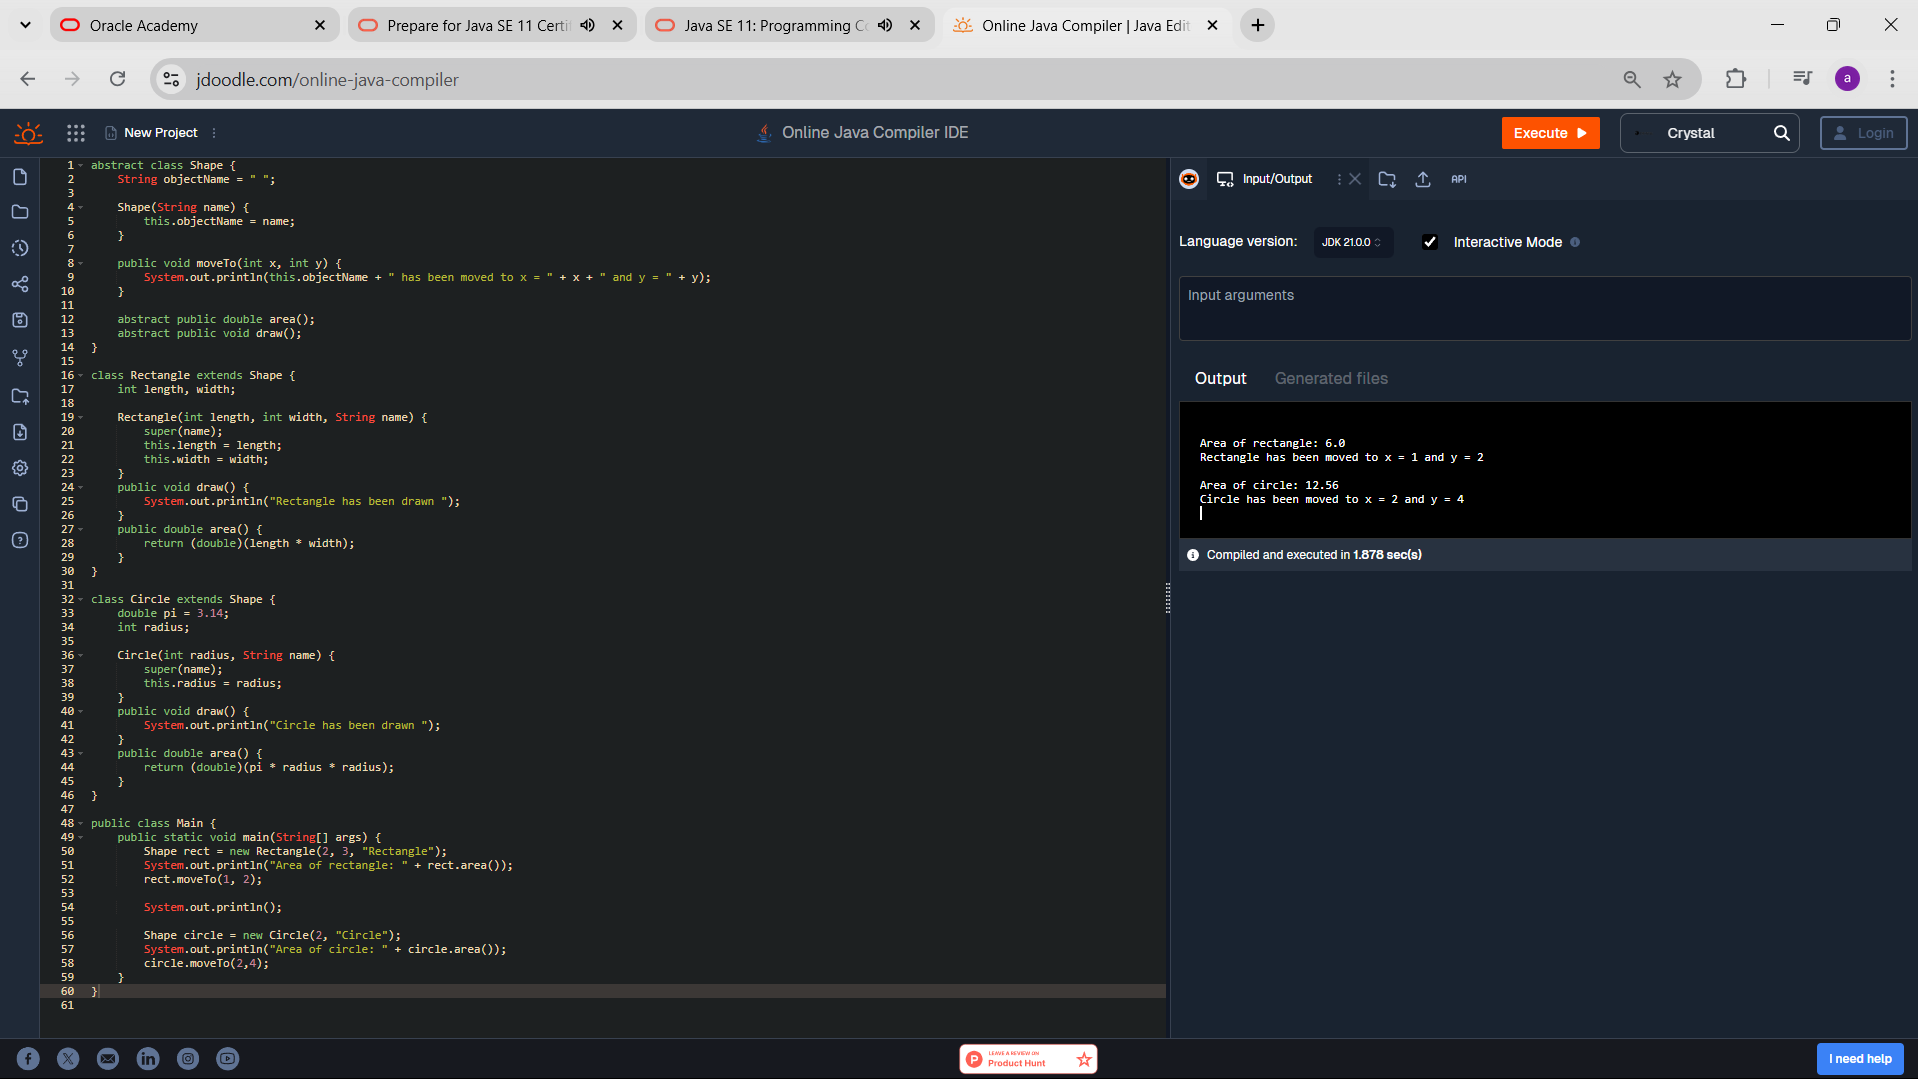 Oracle Academy
Prepare for Java SE 11 Certif
Java SE 11: Programming C
Online Java Compiler | Java Edit
jdoodle.com/online-java-compiler
a
New Project
Online Java Compiler IDE
Execute
Crystal
Login
1 abstract class Shape {
2 String objectName = " ";
3
4 Shape(String name) {
5 this.objectName = name;
6 }
7
8 public void moveTo(int x, int y) {
9 System.out.println(this.objectName + " has been moved to x = " + x + " and y = " + y);
10 }
11
12 abstract public double area();
13 abstract public void draw();
14 }
15
16 class Rectangle extends Shape {
17 int length, width;
18
19 Rectangle(int length, int width, String name) {
20 super(name);
21 this.length = length;
22 this.width = width;
23 }
24 public void draw() {
25 System.out.println("Rectangle has been drawn ");
26 }
27 public double area() {
28 return (double)(length * width);
29 }
30 }
31
32 class Circle extends Shape {
33 double pi = 3.14;
34 int radius;
35
36 Circle(int radius, String name) {
37 super(name);
38 this.radius = radius;
39 }
40 public void draw() {
41 System.out.println("Circle has been drawn ");
42 }
43 public double area() {
44 return (double)(pi * radius * radius);
45 }
46 }
47
48 public class Main {
49 public static void main(String[] args) {
50 Shape rect = new Rectangle(2, 3, "Rectangle");
51 System.out.println("Area of rectangle: " + rect.area());
52 rect.moveTo(1, 2);
53
54 System.out.println();
55
56 Shape circle = new Circle(2, "Circle");
57 System.out.println("Area of circle: " + circle.area());
58 circle.moveTo(2,4);
59 }
60 }
61
Input/Output
API
Language version:
JDK 21.0.0
Interactive Mode
Input arguments
Output
Generated files
Area of rectangle: 6.0
Rectangle has been moved to x = 1 and y = 2
Area of circle: 12.56
Circle has been moved to x = 2 and y = 4
Compiled and executed in 1.878 sec(s)
LEAVE A REVIEW ON
Product Hunt
I need help